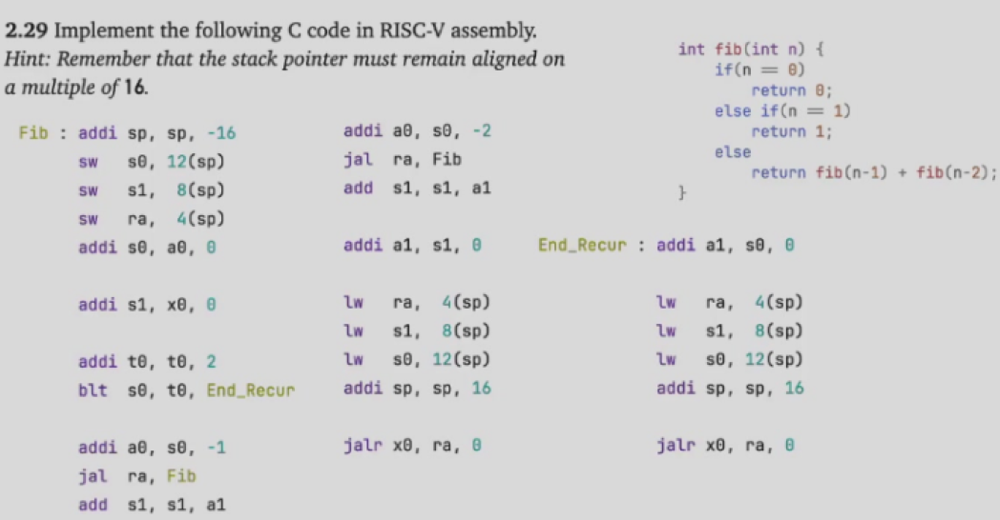 2.29 Implement the following C code in RISC-V assembly.
Hint: Remember that the stack pointer must remain aligned on
a multiple of 16.
int fib(int n) {
if(n == 0)
return 0;
else if(n == 1)
return 1;
else
return fib(n-1) + fib(n-2);
}
Fib : addi sp, sp, -16
sw s0, 12(sp)
sw s1, 8(sp)
sw ra, 4(sp)
addi s0, a0, 0
addi s1, x0, 0
addi t0, t0, 2
blt s0, t0, End_Recur
addi a0, s0, -1
jal ra, Fib
add s1, s1, a1
addi a0, s0, -2
jal ra, Fib
add s1, s1, a1
addi a1, s1, 0
lw ra, 4(sp)
lw s1, 8(sp)
lw s0, 12(sp)
addi sp, sp, 16
jalr x0, ra, 0
End_Recur : addi a1, s0, 0
lw ra, 4(sp)
lw s1, 8(sp)
lw s0, 12(sp)
addi sp, sp, 16
jalr x0, ra, 0